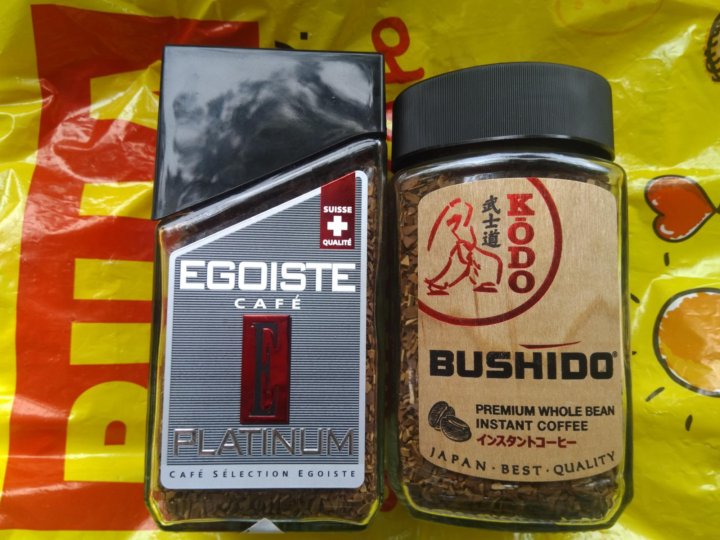 SUISSE
QUALITÉ
EGOISTE
CAFÉ
E
PLATINUM
CAFÉ SÉLECTION EGOISTE
武士道
KŌDO
BUSHIDO®
PREMIUM WHOLE BEAN
INSTANT COFFEE
インスタントコーヒー
JAPAN · BEST · QUALITY